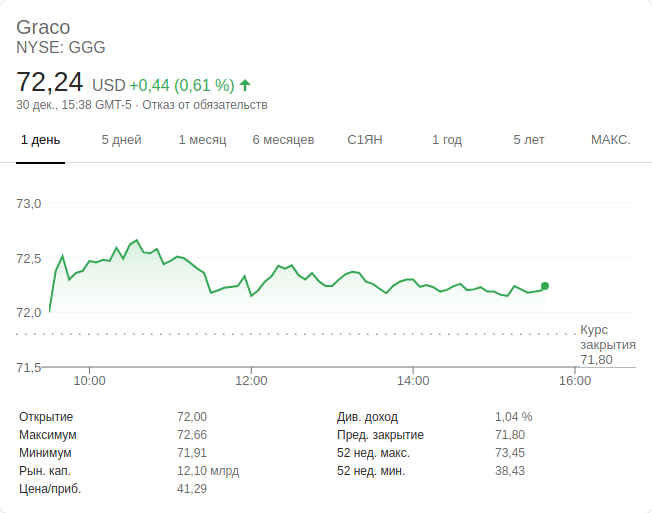 Graco
NYSE: GGG
72,24 USD +0,44 (0,61 %)
30 дек., 15:38 GMT-5 · Отказ от обязательств
1 день 5 дней 1 месяц 6 месяцев С1ЯН 1 год 5 лет МАКС.
73,0
72,5
72,0
Курс
закрытия
71,80
71,5
10:00 12:00 14:00 16:00
Открытие 72,00 Див. доход 1,04 %
Максимум 72,66 Пред. закрытие 71,80
Минимум 71,91 52 нед. макс. 73,45
Рын. кап. 12,10 млрд 52 нед. мин. 38,43
Цена/приб. 41,29